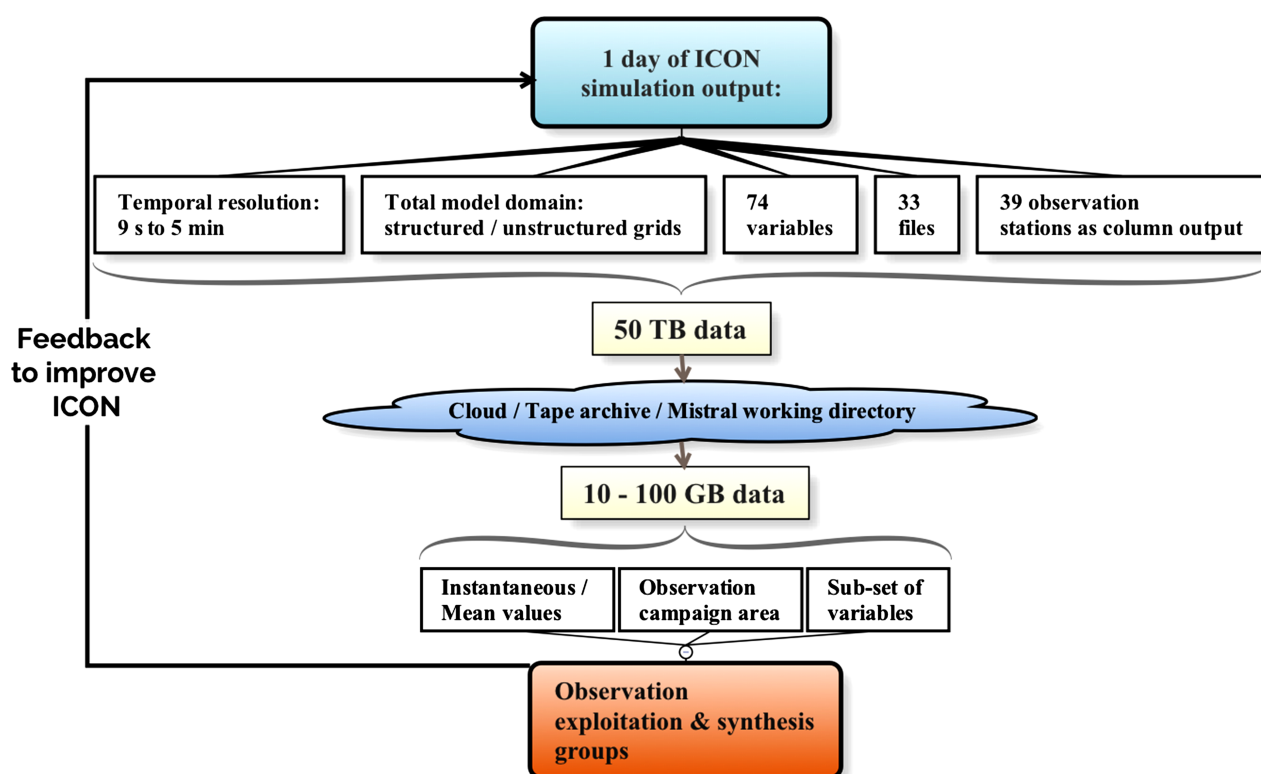 1 day of ICON
simulation output:
Temporal resolution:
9 s to 5 min
Total model domain:
structured / unstructured grids
74
variables
33
files
39 observation
stations as column output
50 TB data
Feedback
to improve
ICON
Cloud / Tape archive / Mistral working directory
10 - 100 GB data
Instantaneous /
Mean values
Observation
campaign area
Sub-set of
variables
Observation
exploitation & synthesis
groups